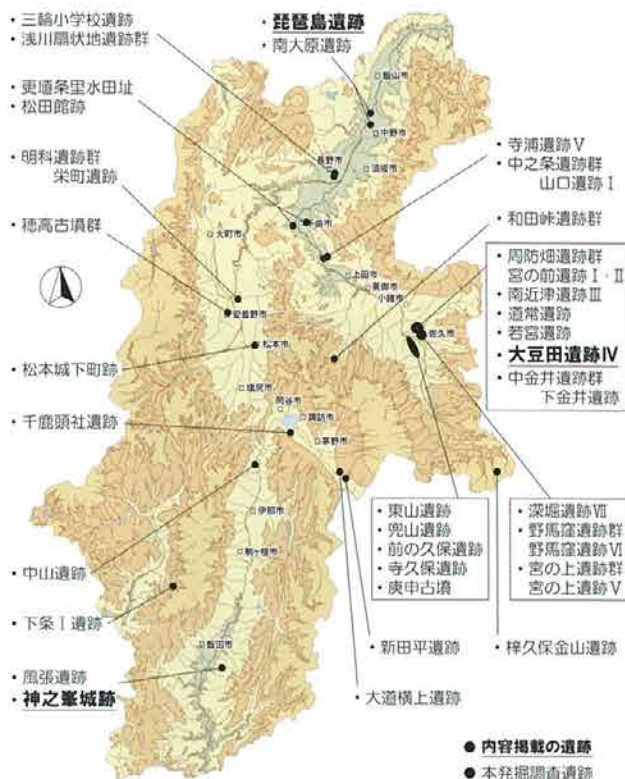 ・三輪小学校遺跡
・浅川扇状地遺跡群
・琵琶島遺跡
・南大原遺跡
・更埴条里水田址
・松田館跡
・明科遺跡群
栄町遺跡
・穂高古墳群
・松本城下町跡
・千鹿頭社遺跡
・中山遺跡
・下条Ⅰ遺跡
・風張遺跡
・神之峯城跡
・寺浦遺跡Ⅴ
・中之条遺跡群
山口遺跡Ⅰ
・和田峠遺跡群
・周防畑遺跡群
宮の前遺跡Ⅰ・Ⅱ
・南近津遺跡Ⅲ
・道常遺跡
・若宮遺跡
・大豆田遺跡Ⅳ
・中金井遺跡群
下金井遺跡
・東山遺跡
・兜山遺跡
・前の久保遺跡
・寺久保遺跡
・庚申古墳
・深堀遺跡Ⅶ
・野馬窪遺跡群
野馬窪遺跡Ⅵ
・宮の上遺跡群
宮の上遺跡Ⅴ
・新田平遺跡
・梓久保金山遺跡
・大道横上遺跡
飯山市
中野市
長野市
須坂市
千曲市
大町市
上田市
東御市
小諸市
佐久市
安曇野市
松本市
塩尻市
岡谷市
諏訪市
茅野市
伊那市
駒ヶ根市
飯田市
● 内容掲載の遺跡
● 本発掘調査遺跡